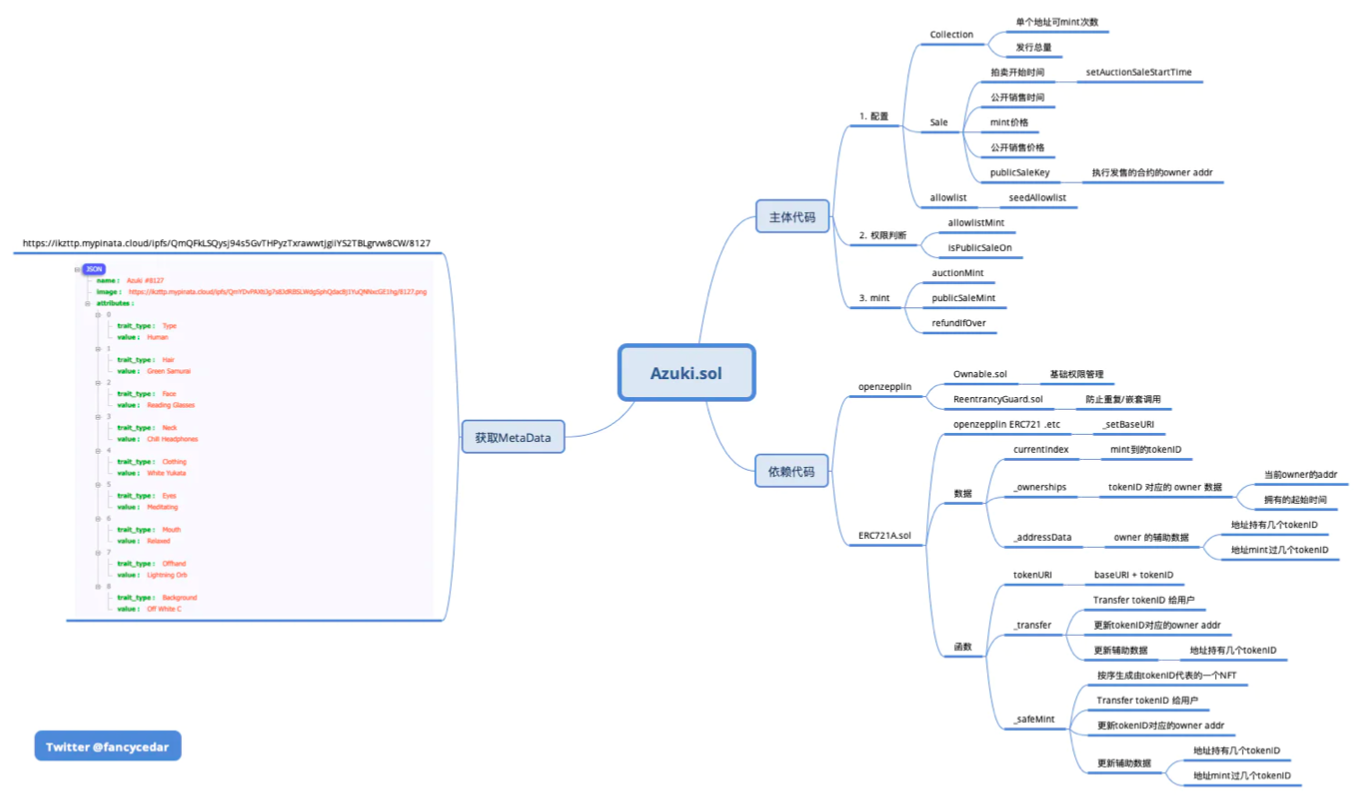 Azuki.sol
主体代码
1. 配置
Collection
单个地址可mint次数
发行总量
Sale
拍卖开始时间
setAuctionSaleStartTime
公开销售时间
mint价格
公开销售价格
publicSaleKey
执行发售的合约的owner addr
allowlist
seedAllowlist
2. 权限判断
allowlistMint
isPublicSaleOn
3. mint
auctionMint
publicSaleMint
refundIfOver
依赖代码
openzepplin
Ownable.sol
基础权限管理
ReentrancyGuard.sol
防止重复/嵌套调用
ERC721A.sol
openzepplin ERC721 .etc
_setBaseURI
数据
currentIndex
mint到的tokenID
_ownerships
tokenID 对应的 owner 数据
当前owner的addr
拥有的起始时间
_addressData
owner 的辅助数据
地址持有几个tokenID
地址mint过几个tokenID
函数
tokenURI
baseURI + tokenID
_transfer
Transfer tokenID 给用户
更新tokenID对应的owner addr
更新辅助数据
地址持有几个tokenID
_safeMint
按序生成由tokenID代表的一个NFT
Transfer tokenID 给用户
更新tokenID对应的owner addr
更新辅助数据
地址持有几个tokenID
地址mint过几个tokenID
获取MetaData
JSON
name : Azuki #8127
image :
attributes :
0
trait_type : Type
value : Human
1
trait_type : Hair
value : Green Samurai
2
trait_type : Face
value : Reading Glasses
3
trait_type : Neck
value : Chill Headphones
4
trait_type : Clothing
value : White Yukata
5
trait_type : Eyes
value : Meditating
6
trait_type : Mouth
value : Relaxed
7
trait_type : Offhand
value : Lightning Orb
8
trait_type : Background
value : Off White C
Twitter @fancycedar